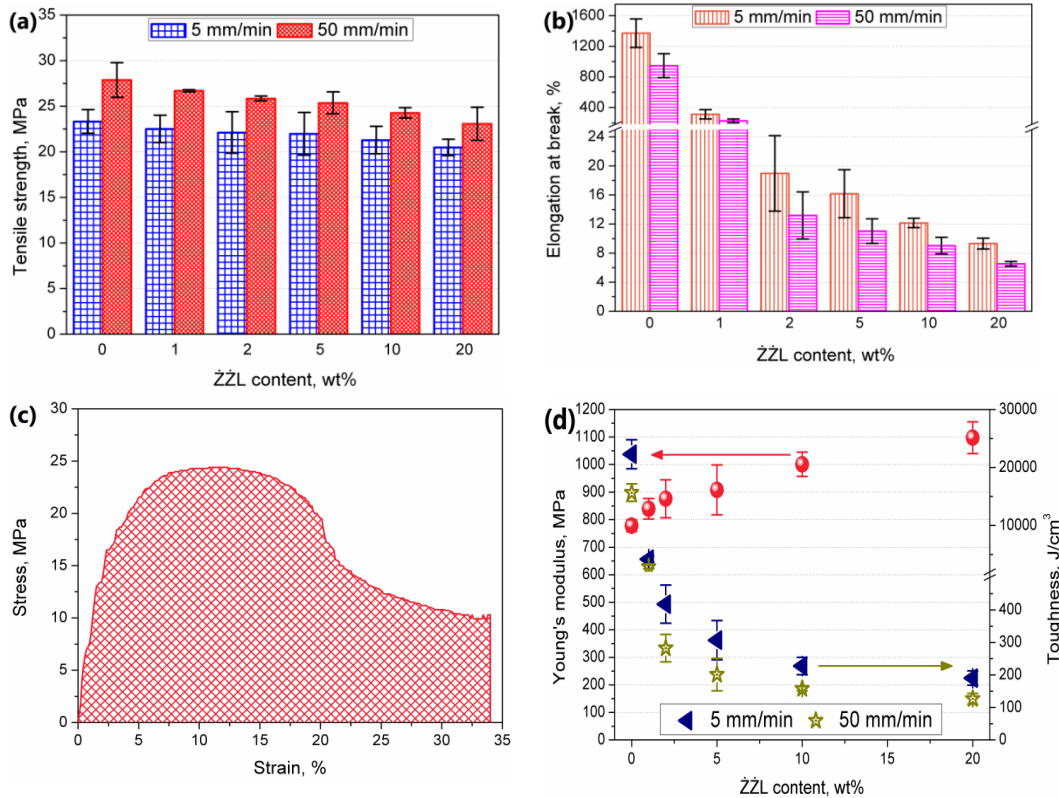 (a)
5 mm/min 50 mm/min
35
30
25
20
15
10
5
0
Tensile strength, MPa
0 1 2 5 10 20
ŻŻL content, wt%
(b)
5 mm/min 50 mm/min
1600
1200
800
400
24
20
16
12
8
4
0
Elongation at break, %
0 1 2 5 10 20
ŻŻL content, wt%
(c)
30
25
20
15
10
5
0
Stress, MPa
0 5 10 15 20 25 30 35
Strain, %
(d)
1200
1100
1000
900
800
700
600
500
400
300
200
100
0
Young's modulus, MPa
30000
20000
10000
400
300
200
100
0
Toughness, J/cm³
5 mm/min 50 mm/min
0 5 10 15 20
ŻŻL content, wt%